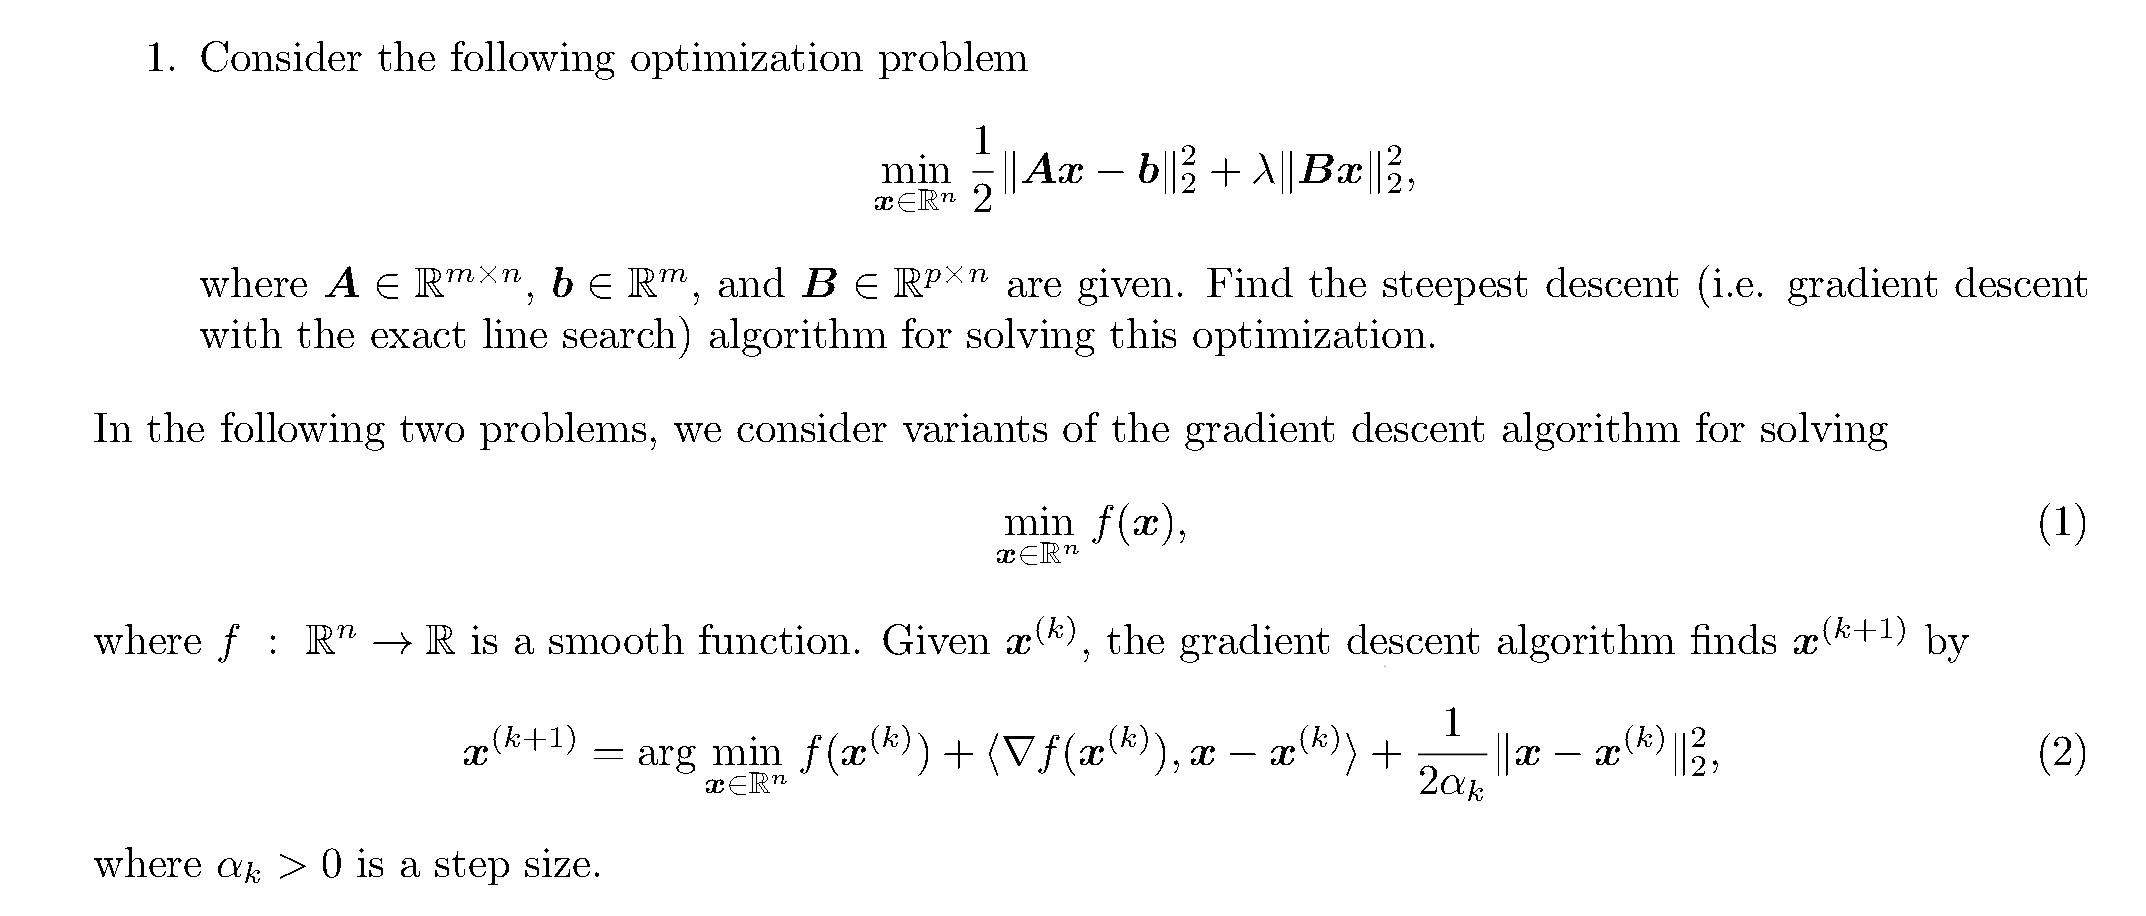 1. Consider the following optimization problem
$$\min_{\boldsymbol{x}\in\mathbb{R}^n} \frac{1}{2}\|\boldsymbol{A}\boldsymbol{x} - \boldsymbol{b}\|_2^2 + \lambda\|\boldsymbol{B}\boldsymbol{x}\|_2^2,$$
where $\boldsymbol{A} \in \mathbb{R}^{m\times n}$, $\boldsymbol{b} \in \mathbb{R}^m$, and $\boldsymbol{B} \in \mathbb{R}^{p\times n}$ are given. Find the steepest descent (i.e. gradient descent
with the exact line search) algorithm for solving this optimization.
In the following two problems, we consider variants of the gradient descent algorithm for solving
$$\min_{\boldsymbol{x}\in\mathbb{R}^n} f(\boldsymbol{x}), \qquad (1)$$
where $f : \mathbb{R}^n \to \mathbb{R}$ is a smooth function. Given $\boldsymbol{x}^{(k)}$, the gradient descent algorithm finds $\boldsymbol{x}^{(k+1)}$ by
$$\boldsymbol{x}^{(k+1)} = \arg\min_{\boldsymbol{x}\in\mathbb{R}^n} f(\boldsymbol{x}^{(k)}) + \langle \nabla f(\boldsymbol{x}^{(k)}), \boldsymbol{x} - \boldsymbol{x}^{(k)} \rangle + \frac{1}{2\alpha_k}\|\boldsymbol{x} - \boldsymbol{x}^{(k)}\|_2^2, \qquad (2)$$
where $\alpha_k > 0$ is a step size.